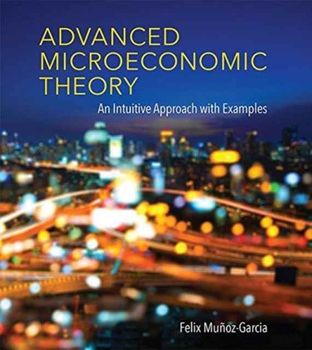 ADVANCED
MICROECONOMIC
THEORY
An Intuitive Approach with Examples
Felix Muñoz-Garcia